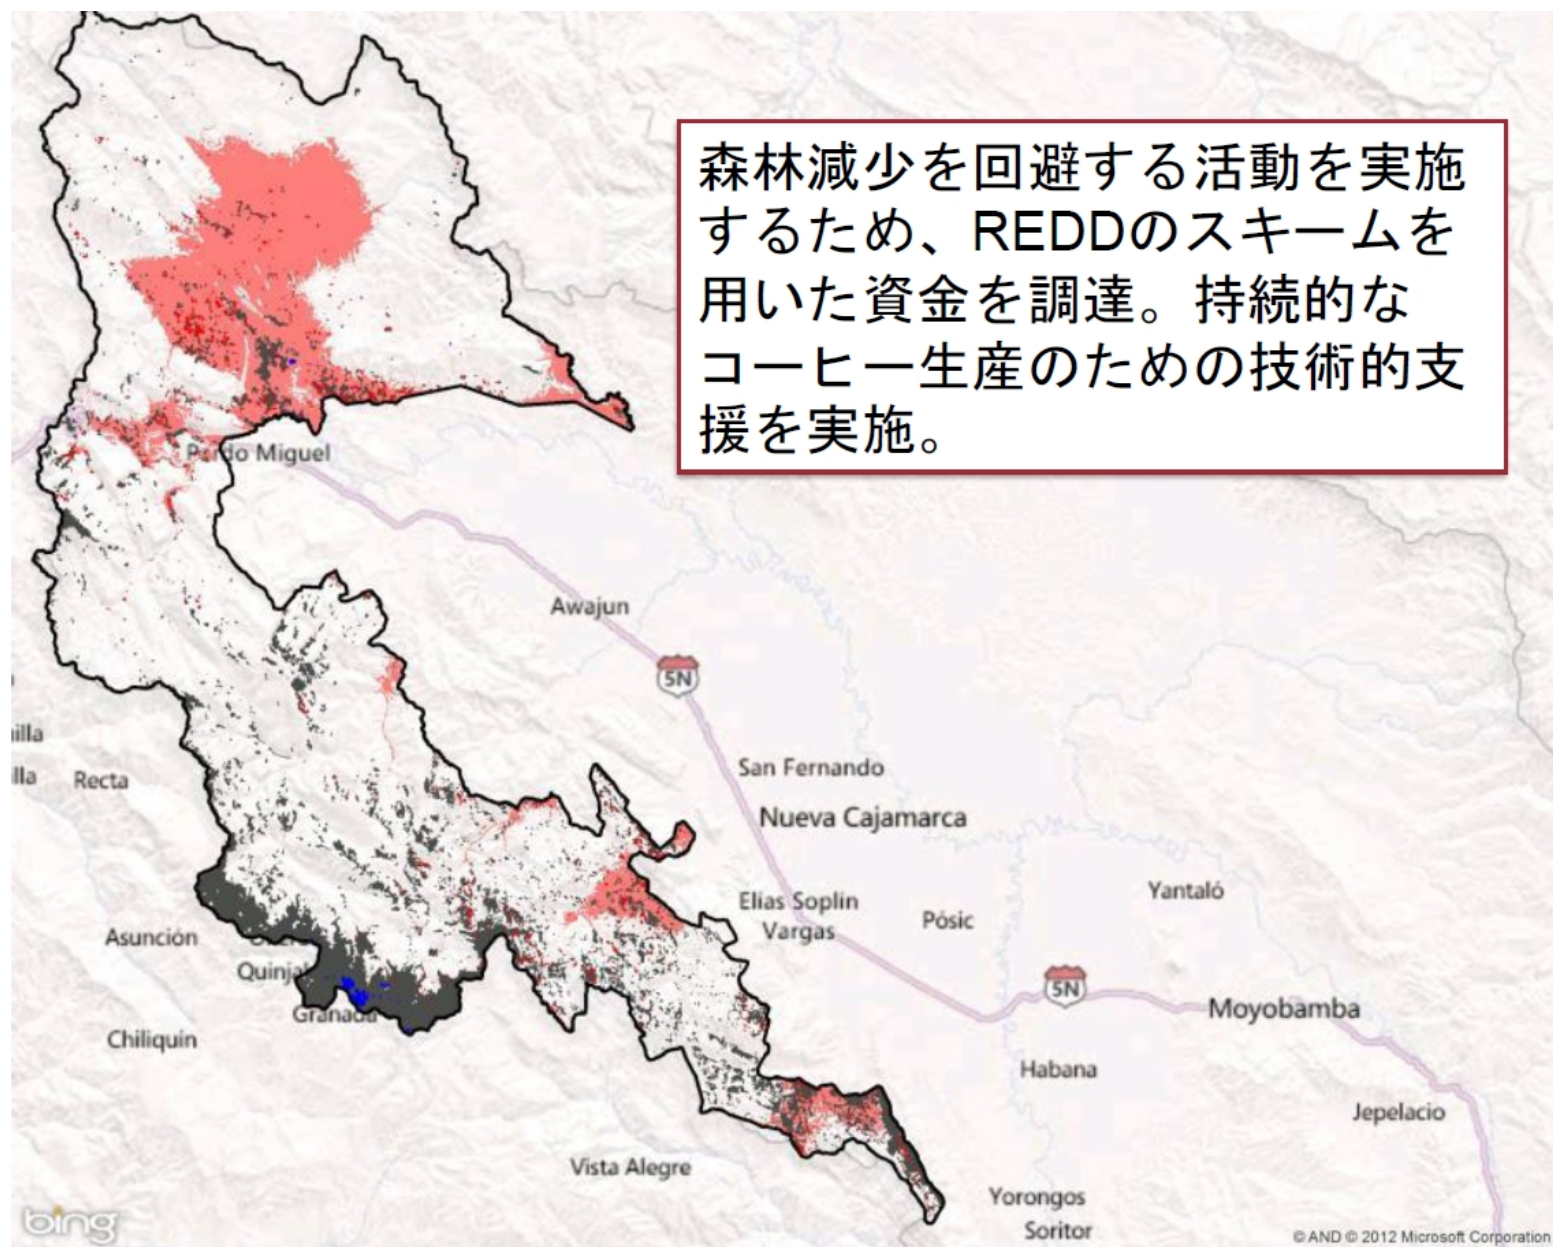 森林減少を回避する活動を実施
するため、REDDのスキームを
用いた資金を調達。持続的な
コーヒー生産のための技術的支
援を実施。
Pardo Miguel
Awajun
5N
illa
lla
Recta
San Fernando
Nueva Cajamarca
Elías Soplín
Vargas
Pósic
Yantaló
Asunción
Granada
Chiliquin
5N
Moyobamba
Habana
Jepelacio
Vista Alegre
Yorongos
Soritor
bing
© AND © 2012 Microsoft Corporation